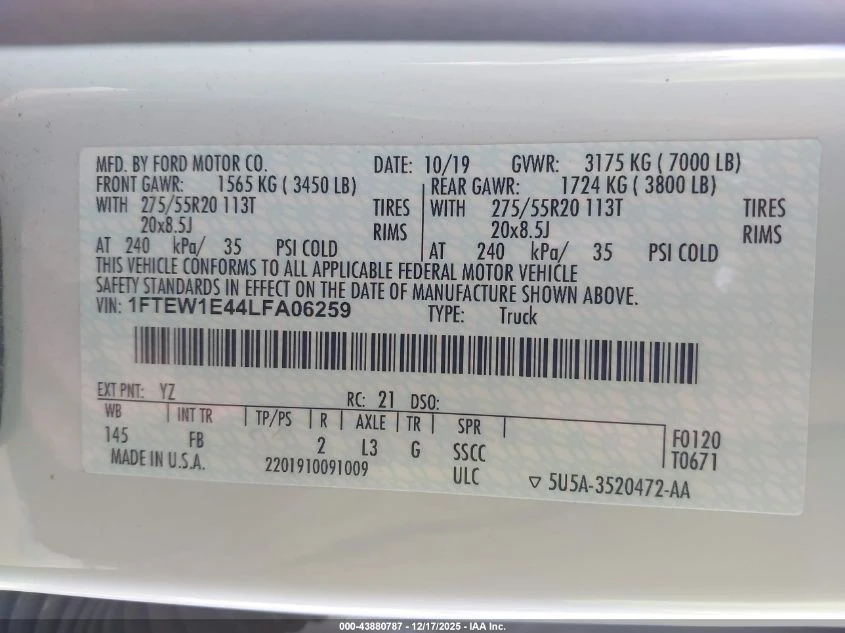 MFD. BY FORD MOTOR CO. DATE: 10/19 GVWR: 3175 KG ( 7000 LB)
FRONT GAWR: 1565 KG ( 3450 LB) REAR GAWR: 1724 KG ( 3800 LB)
WITH 275/55R20 113T TIRES WITH 275/55R20 113T TIRES
20x8.5J RIMS 20x8.5J RIMS
AT 240 kPa/ 35 PSI COLD AT 240 kPa/ 35 PSI COLD
THIS VEHICLE CONFORMS TO ALL APPLICABLE FEDERAL MOTOR VEHICLE
SAFETY STANDARDS IN EFFECT ON THE DATE OF MANUFACTURE SHOWN ABOVE.
VIN: 1FTEW1E44LFA06259 TYPE: Truck
EXT PNT: YZ RC: 21 DSO:
WB INT TR TP/PS R AXLE TR SPR
145 FB 2 L3 G SSCC F0120
MADE IN U.S.A. 2201910091009 ULC T0671
▽ 5U5A-3520472-AA
000-43880787 - 12/17/2025 - IAA Inc.